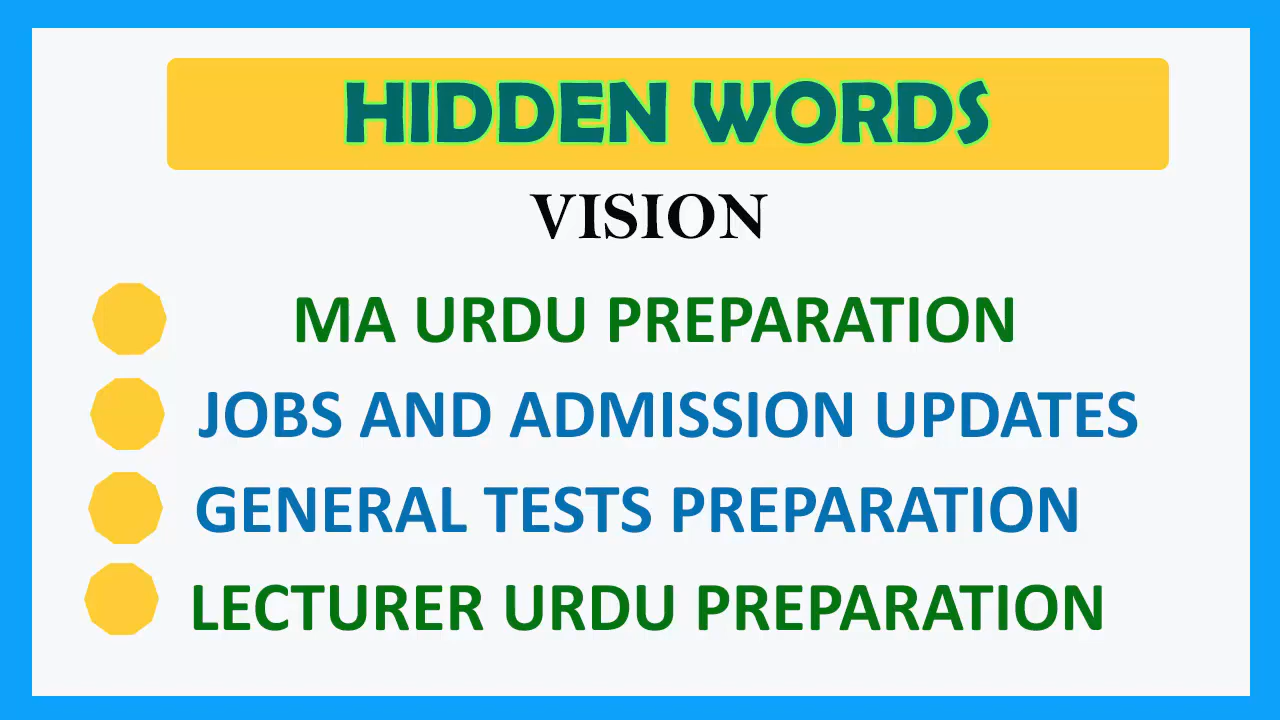 HIDDEN WORDS
VISION
MA URDU PREPARATION
JOBS AND ADMISSION UPDATES
GENERAL TESTS PREPARATION
LECTURER URDU PREPARATION